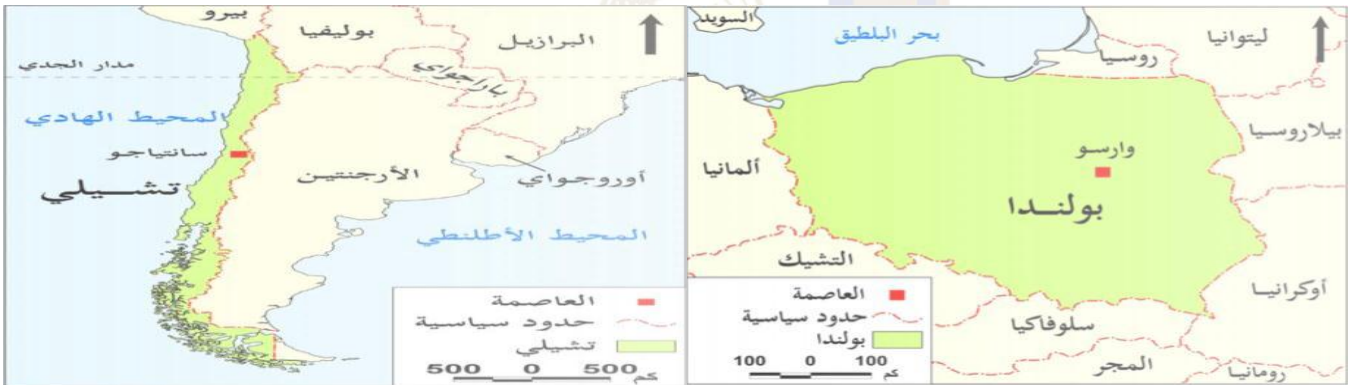 بيرو
بوليفيا
البرازيل
مدار الجدي
باراجواي
المحيط الهادي
سانتياجو
تشيلي
الأرجنتين
أوروجواي
المحيط الأطلنطي
العاصمة
حدود سياسية
تشيلي
500 0 500
كم
السويد
بحر البلطيق
ليتوانيا
روسيا
بيلاروسيا
ألمانيا
وارسو
بولندا
التشيك
أوكرانيا
سلوفاكيا
المجر
رومانيا
العاصمة
حدود سياسية
بولندا
100 0 100
كم